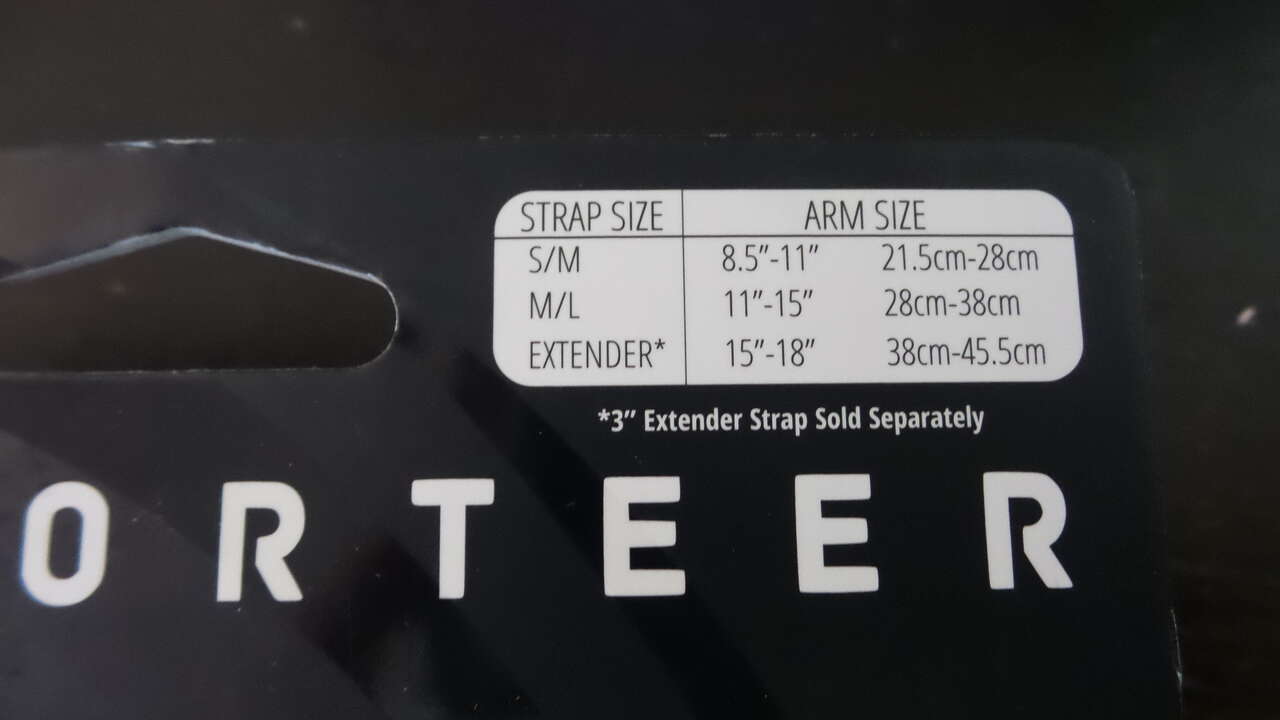 STRAP SIZE ARM SIZE
S/M 8.5”-11” 21.5cm-28cm
M/L 11”-15” 28cm-38cm
EXTENDER* 15”-18” 38cm-45.5cm
*3” Extender Strap Sold Separately
ORTEER